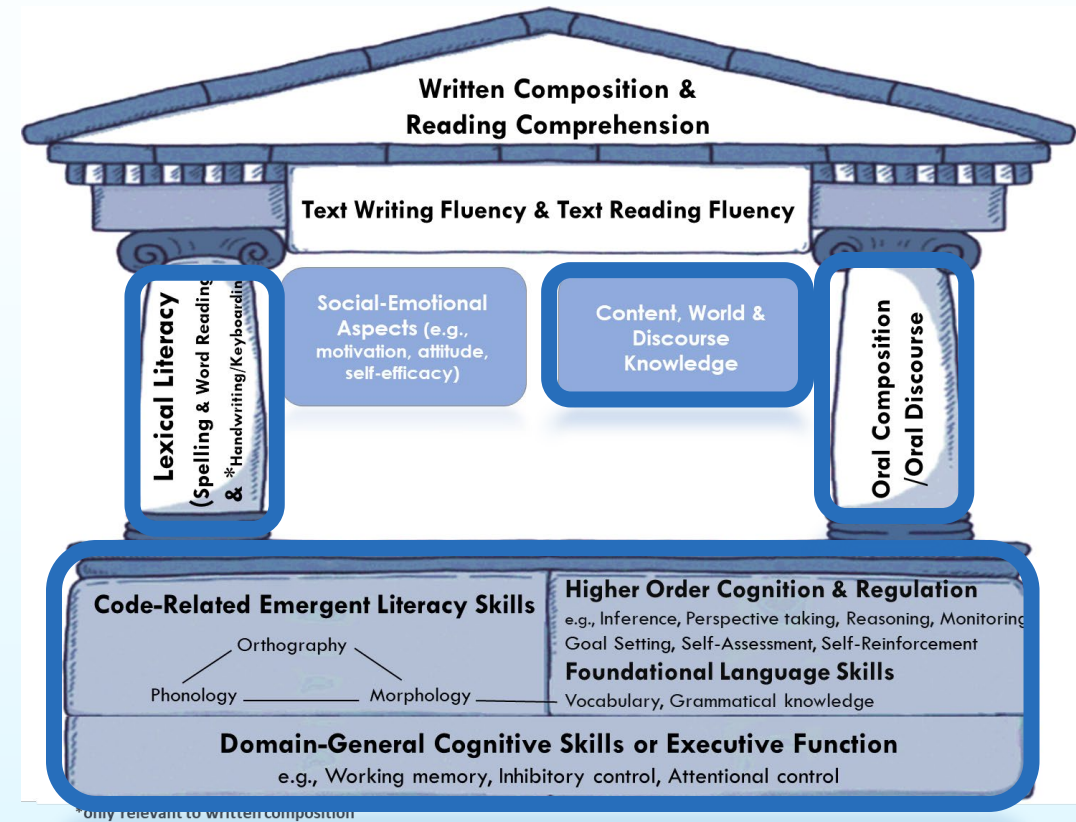 Written Composition &
Reading Comprehension
Text Writing Fluency & Text Reading Fluency
Lexical Literacy
(Spelling & Word Reading
& *Handwriting/Keyboardin
Social-Emotional
Aspects (e.g.,
motivation, attitude,
self-efficacy)
Content, World &
Discourse
Knowledge
Oral Composition
/Oral Discourse
Code-Related Emergent Literacy Skills
Orthography
Phonology
Morphology
Higher Order Cognition & Regulation
e.g., Inference, Perspective taking, Reasoning, Monitoring
Goal Setting, Self-Assessment, Self-Reinforcement
Foundational Language Skills
Vocabulary, Grammatical knowledge
Domain-General Cognitive Skills or Executive Function
e.g., Working memory, Inhibitory control, Attentional control
*only relevant to written composition